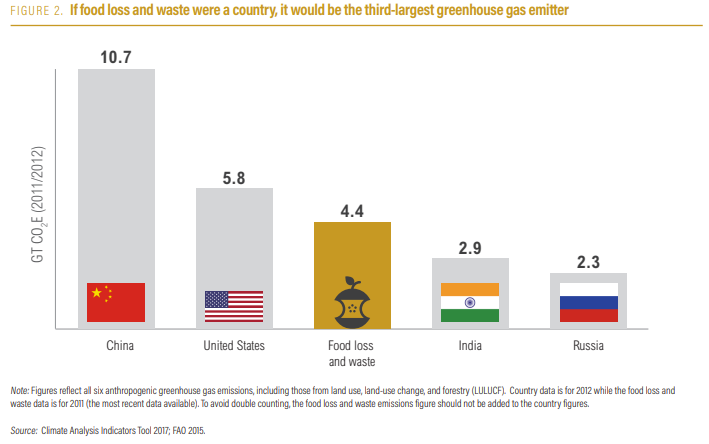 FIGURE 2. If food loss and waste were a country, it would be the third-largest greenhouse gas emitter
10.7
5.8
4.4
2.9
2.3
GT CO₂E (2011/2012)
China
United States
Food loss
and waste
India
Russia
Note: Figures reflect all six anthropogenic greenhouse gas emissions, including those from land use, land-use change, and forestry (LULUCF). Country data is for 2012 while the food loss and
waste data is for 2011 (the most recent data available). To avoid double counting, the food loss and waste emissions figure should not be added to the country figures.
Source: Climate Analysis Indicators Tool 2017; FAO 2015.